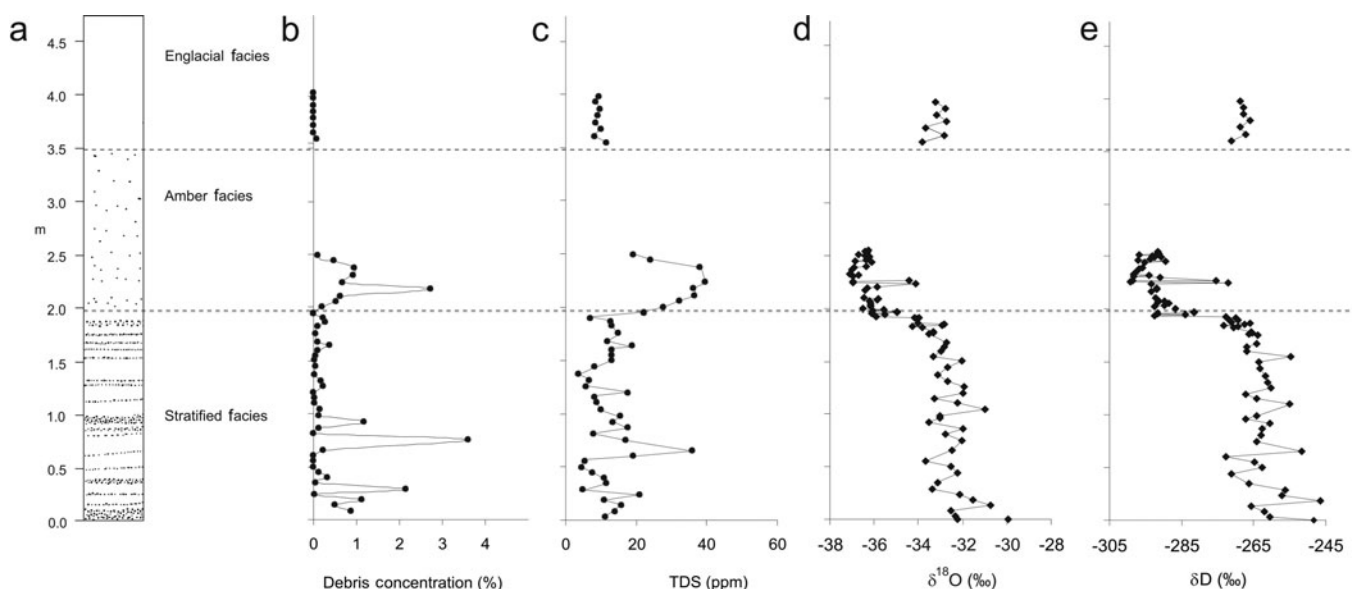 a b c d e
4.5
4.0
3.5
3.0
m
2.5
2.0
1.5
1.0
0.5
0.0
Englacial facies
Amber facies
Stratified facies
0 1 2 3 4
Debris concentration (%)
0 20 40 60
TDS (ppm)
-38 -36 -34 -32 -30 -28
δ18O (‰)
-305 -285 -265 -245
δD (‰)